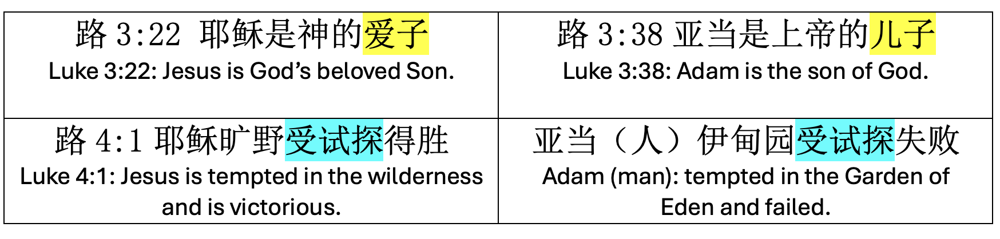 路 3:22 耶稣是神的爱子
Luke 3:22: Jesus is God’s beloved Son.
路 3:38 亚当是上帝的儿子
Luke 3:38: Adam is the son of God.
路 4:1 耶稣旷野受试探得胜
Luke 4:1: Jesus is tempted in the wilderness
and is victorious.
亚当（人）伊甸园受试探失败
Adam (man): tempted in the Garden of
Eden and failed.